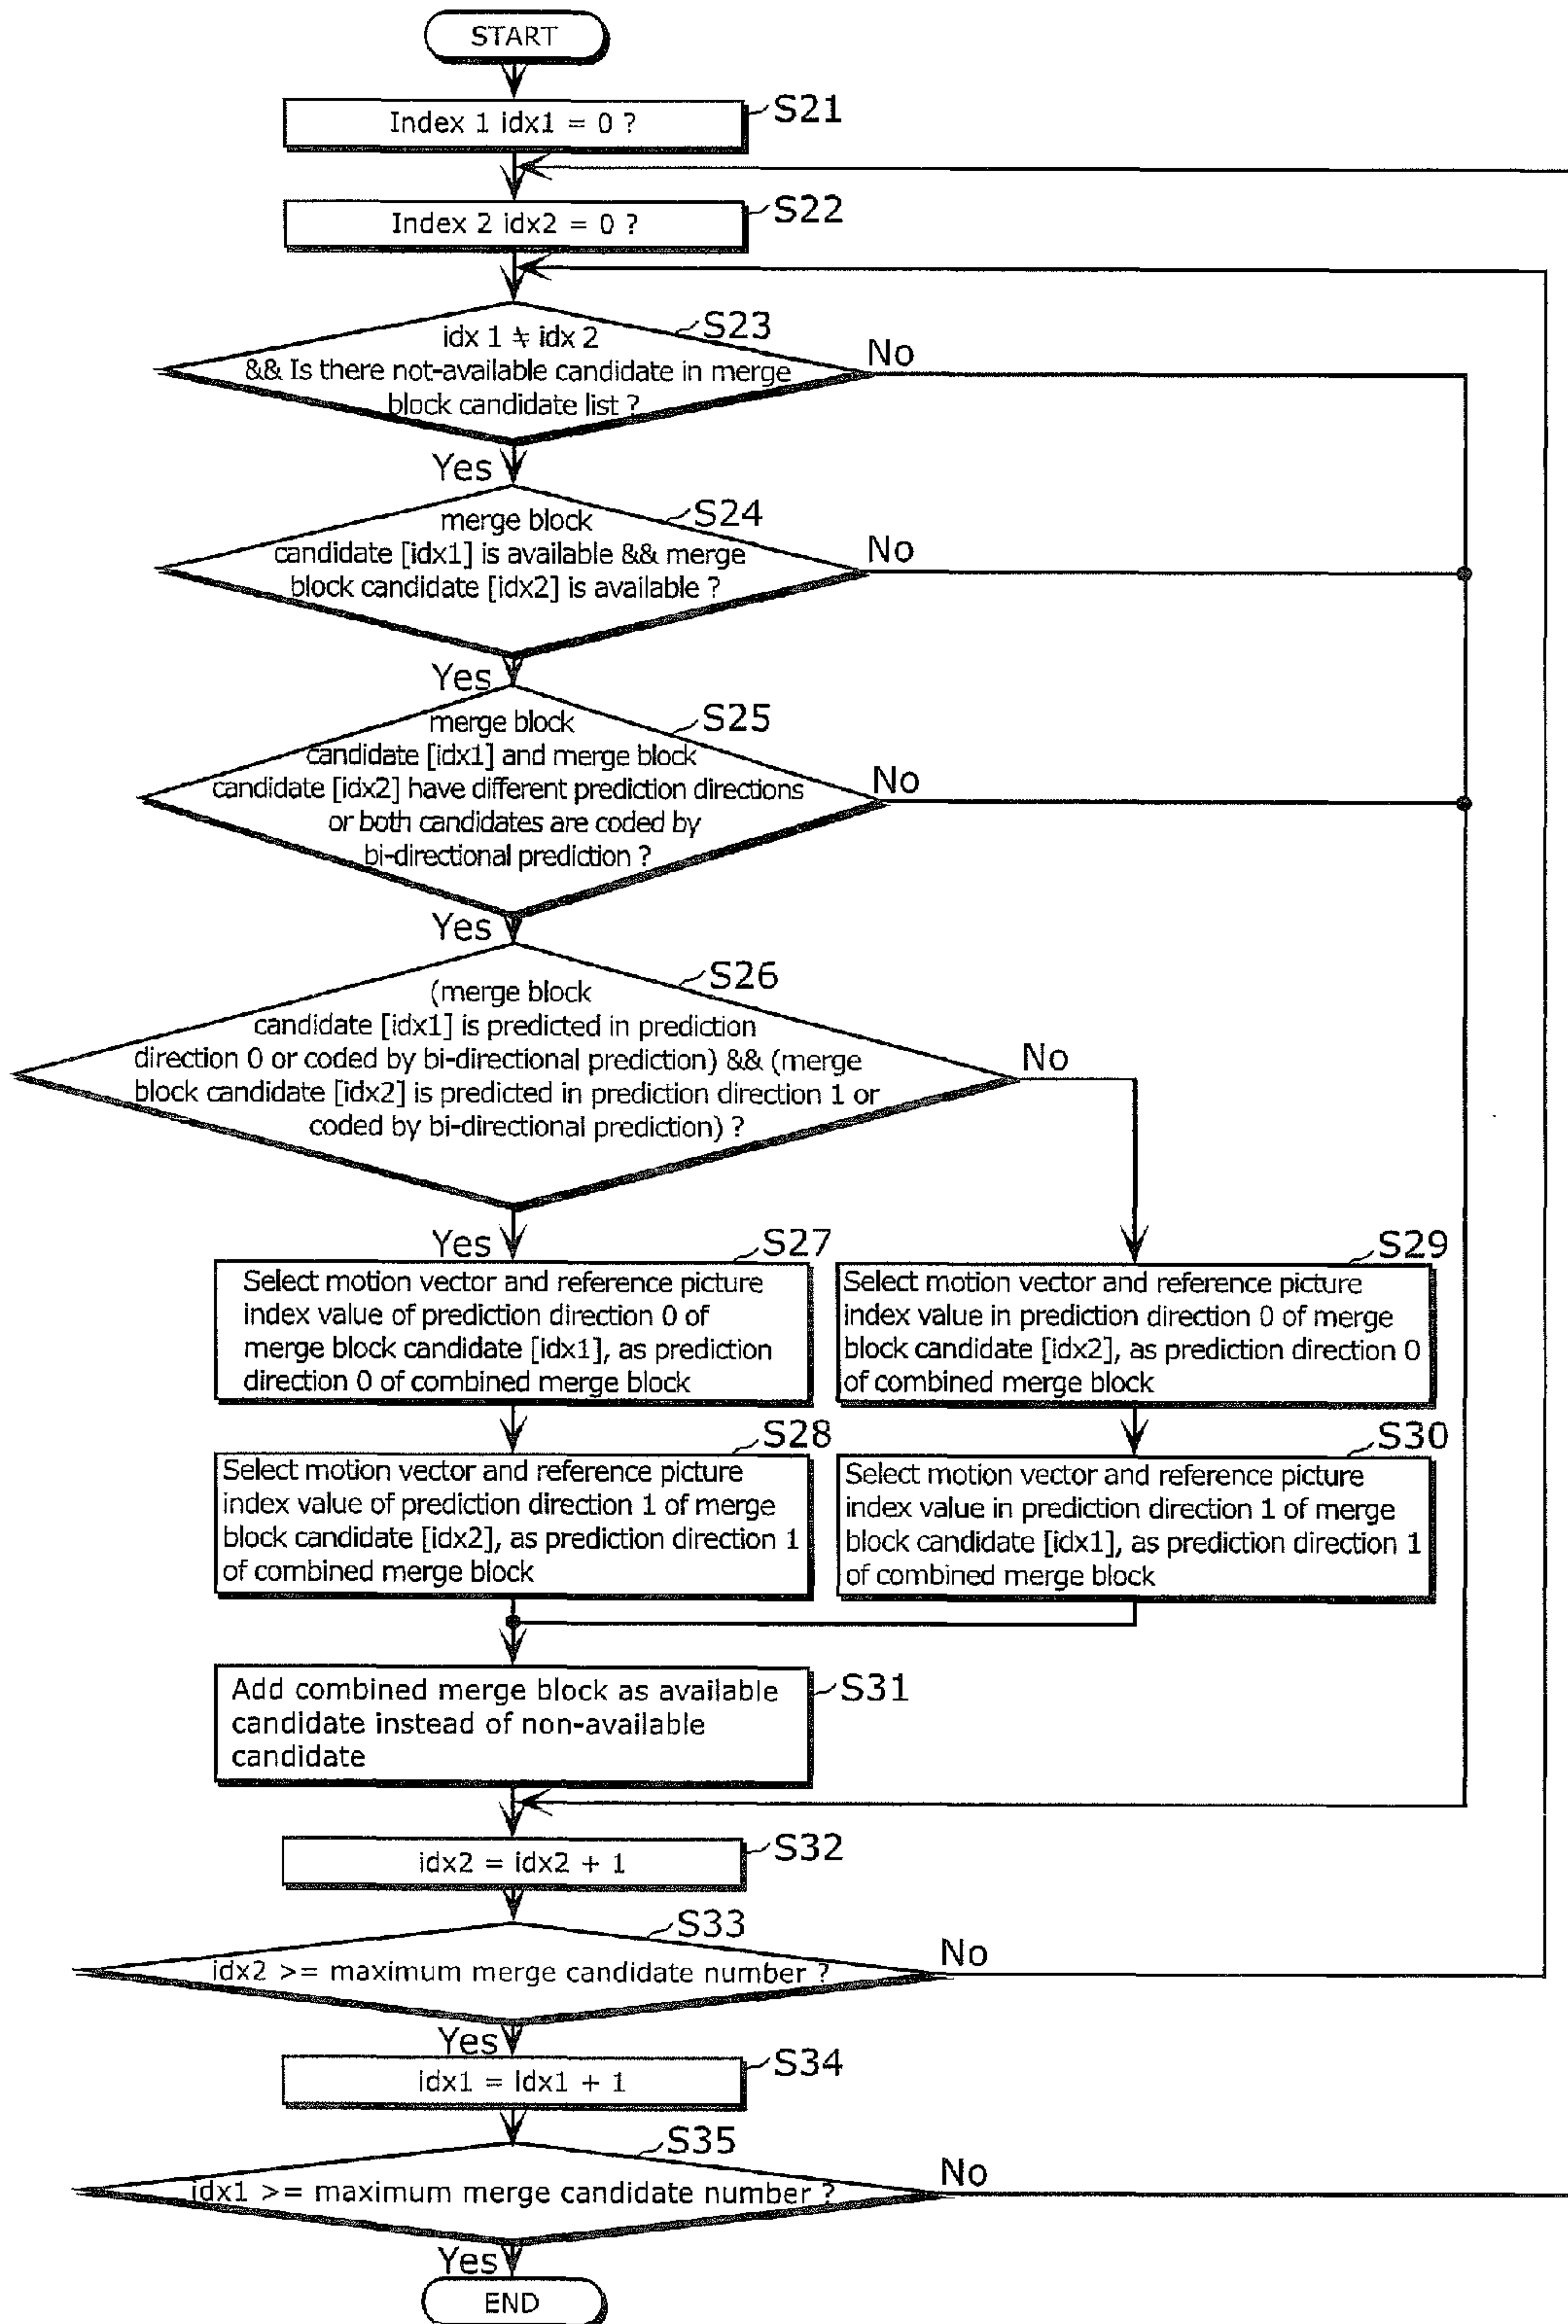 START
Index 1 idx1 = 0 ?
S21
Index 2 idx2 = 0 ?
S22
idx 1 ≠ idx 2
&& Is there not-available candidate in merge
block candidate list ?
S23
No
Yes
merge block
candidate [idx1] is available && merge
block candidate [idx2] is available ?
S24
No
Yes
merge block
candidate [idx1] and merge block
candidate [idx2] have different prediction directions
or both candidates are coded by
bi-directional prediction ?
S25
No
Yes
(merge block
candidate [idx1] is predicted in prediction
direction 0 or coded by bi-directional prediction) && (merge
block candidate [idx2] is predicted in prediction direction 1 or
coded by bi-directional prediction) ?
S26
No
Yes
S27
Select motion vector and reference picture
index value of prediction direction 0 of
merge block candidate [idx1], as prediction
direction 0 of combined merge block
S29
Select motion vector and reference picture
index value in prediction direction 0 of merge
block candidate [idx2], as prediction direction 0
of combined merge block
S28
Select motion vector and reference picture
index value of prediction direction 1 of merge
block candidate [idx2], as prediction direction 1
of combined merge block
S30
Select motion vector and reference picture
index value in prediction direction 1 of merge
block candidate [idx1], as prediction direction 1
of combined merge block
Add combined merge block as available
candidate instead of non-available
candidate
S31
idx2 = idx2 + 1
S32
S33
idx2 >= maximum merge candidate number ?
No
Yes
idx1 = idx1 + 1
S34
S35
idx1 >= maximum merge candidate number ?
No
Yes
END